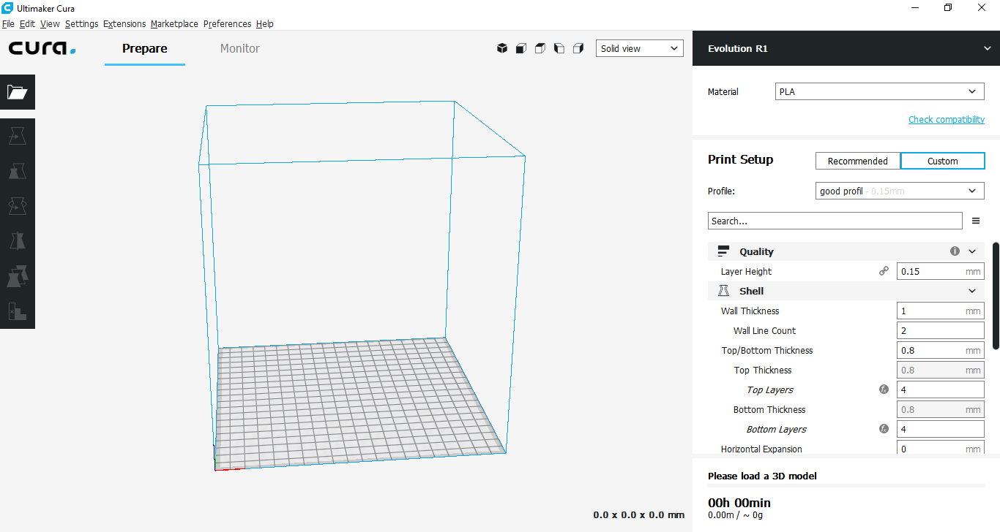 Ultimaker Cura
File Edit View Settings Extensions Marketplace Preferences Help
cura.
Prepare
Monitor
Solid view
Evolution R1
Material
PLA
Check compatibility
Print Setup
Recommended
Custom
Profile:
good profil - 0.15mm
Search...
Quality
Layer Height
0.15 mm
Shell
Wall Thickness
1 mm
Wall Line Count
2
Top/Bottom Thickness
0.8 mm
Top Thickness
0.8 mm
Top Layers
4
Bottom Thickness
0.8 mm
Bottom Layers
4
Horizontal Expansion
0 mm
Please load a 3D model
00h 00min
0.00m / ~ 0g
0.0 x 0.0 x 0.0 mm